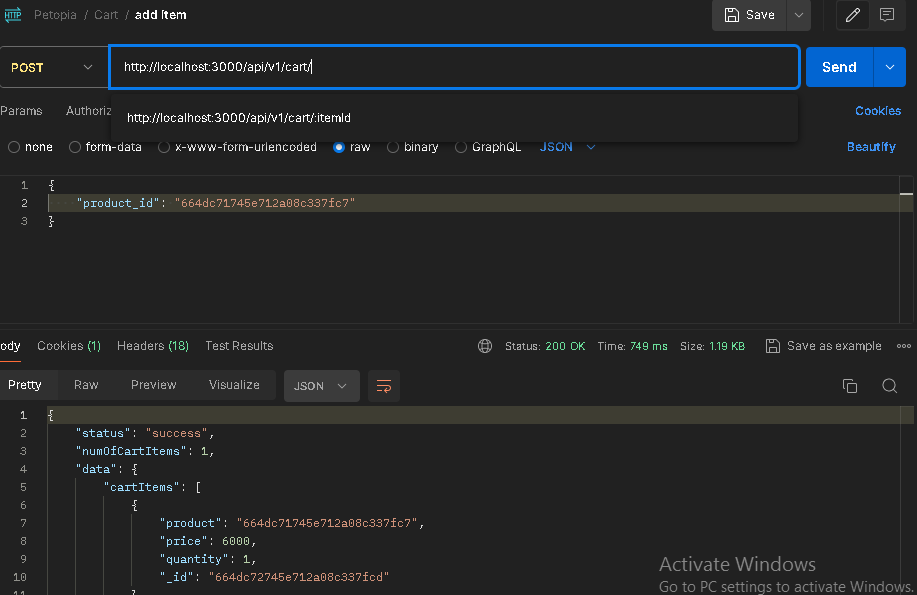 HTTP Petopia / Cart / add item Save
POST http://localhost:3000/api/v1/cart/ Send
Params Authoriz Cookies
http://localhost:3000/api/v1/cart/:itemId
none form-data x-www-form-urlencoded raw binary GraphQL JSON Beautify
1 {
2 "product_id": "664dc71745e712a08c337fc7"
3 }
ody Cookies (1) Headers (18) Test Results Status: 200 OK Time: 749 ms Size: 1.19 KB Save as example
Pretty Raw Preview Visualize JSON
1 {
2 "status": "success",
3 "numOfCartItems": 1,
4 "data": {
5 "cartItems": [
6 {
7 "product": "664dc71745e712a08c337fc7",
8 "price": 6000,
9 "quantity": 1,
10 "_id": "664dc72745e712a08c337fcd"
11 }
Activate Windows
Go to PC settings to activate Windows.